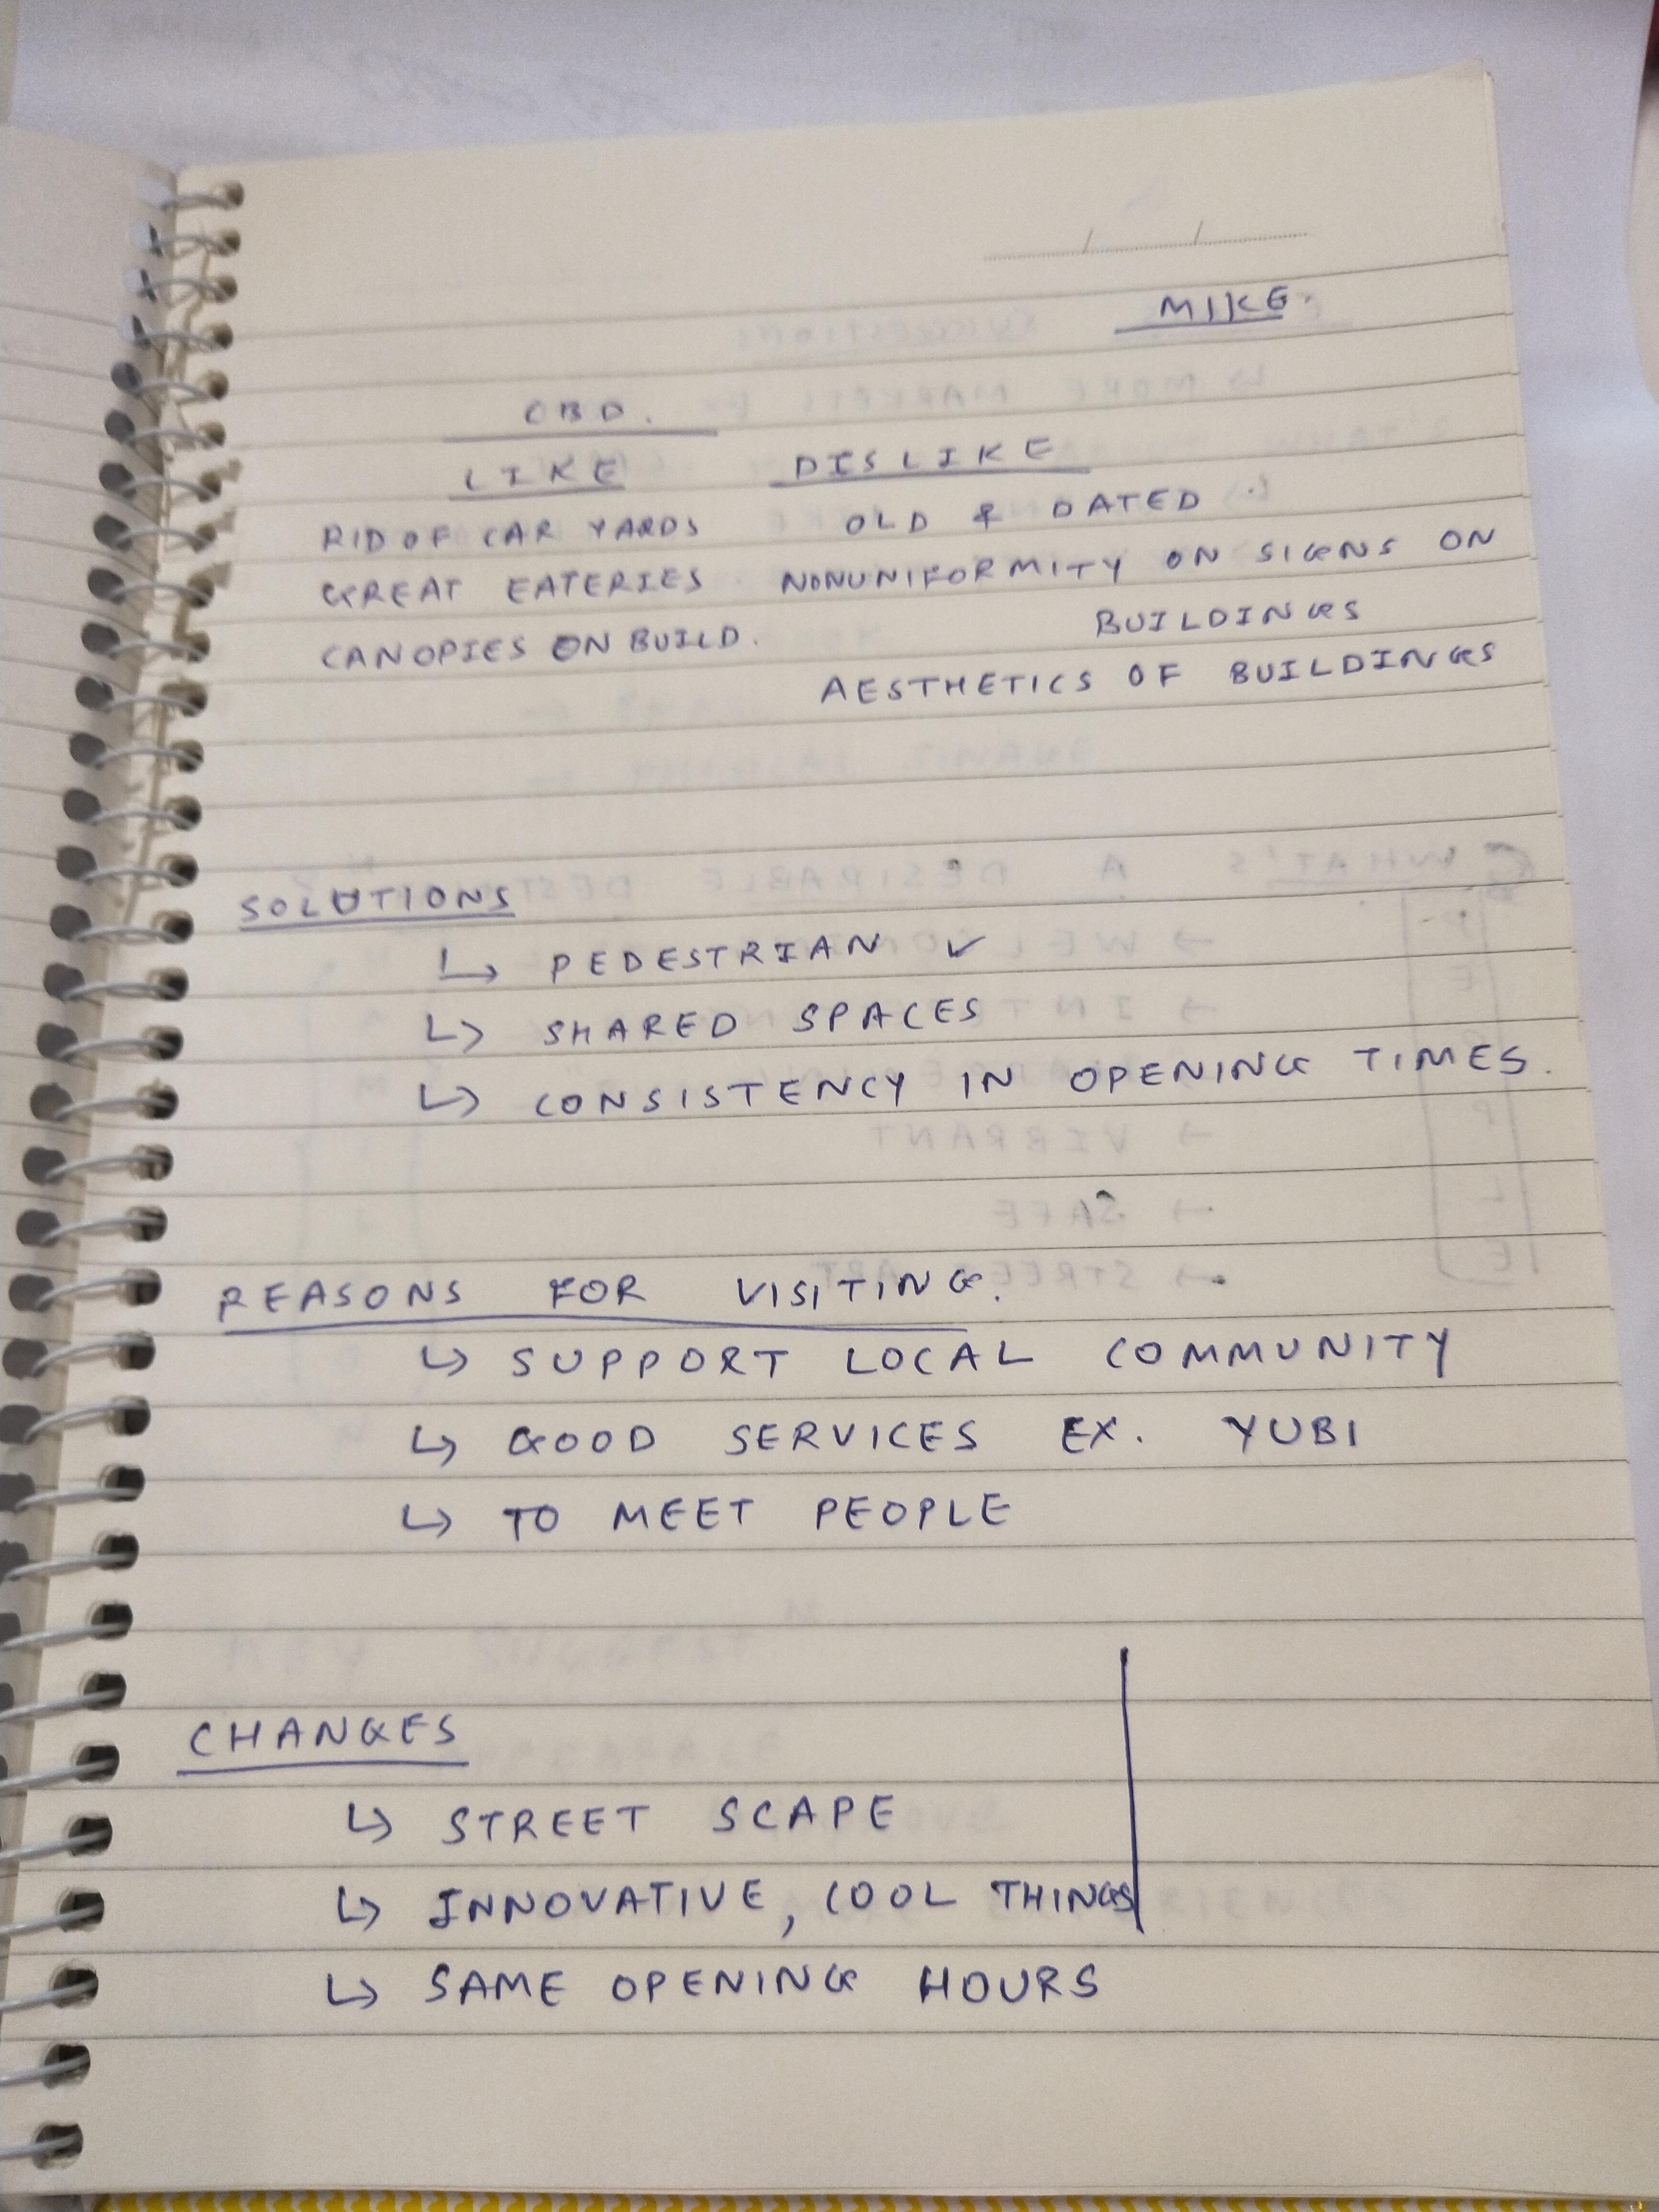 MIKE.
CBD.
LIKE DISLIKE
RID OF CAR YARDS OLD & DATED
GREAT EATERIES NONUNIFORMITY ON SIGNS ON
BUILDINGS
CANOPIES ON BUILD.
AESTHETICS OF BUILDINGS
SOLUTIONS
↳ PEDESTRIAN ✓
↳ SHARED SPACES
↳ CONSISTENCY IN OPENING TIMES.
REASONS FOR VISITING.
↳ SUPPORT LOCAL COMMUNITY
↳ GOOD SERVICES EX. YUBI
↳ TO MEET PEOPLE
CHANGES
↳ STREET SCAPE
↳ INNOVATIVE, COOL THINGS
↳ SAME OPENING HOURS